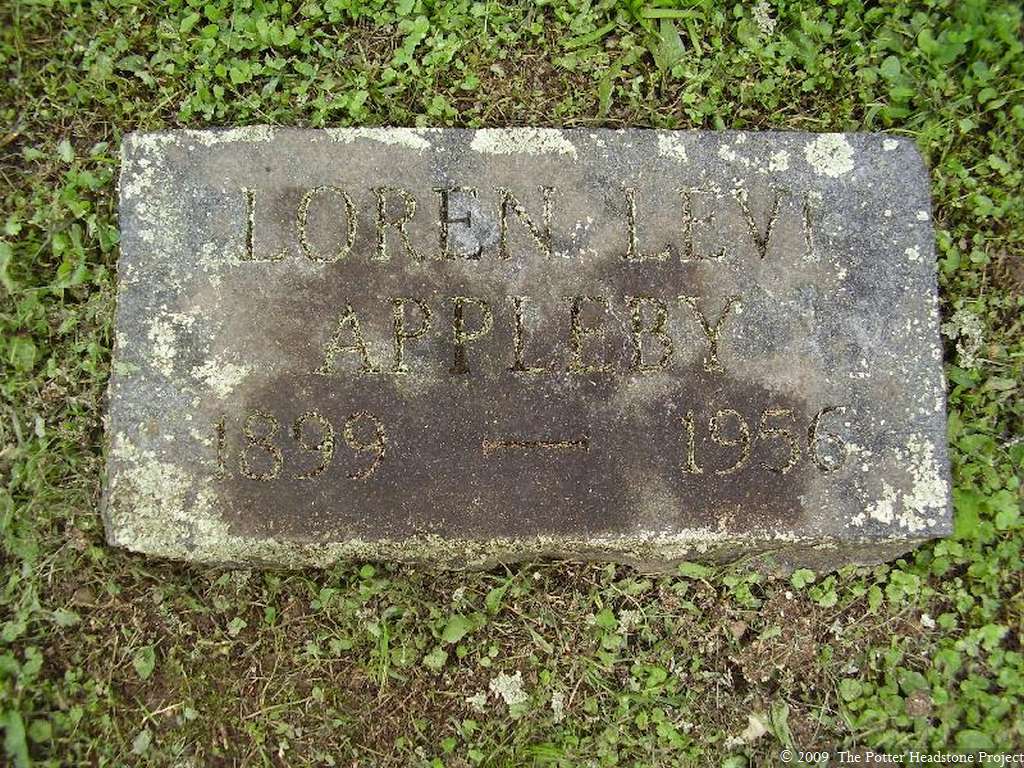 LOREN LEVI
APPLEBY
1899 — 1956
© 2009 The Potter Headstone Project